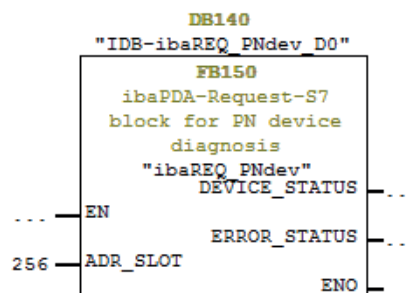 DB140
"IDB-ibaREQ_PNdev_D0"
FB150
ibaPDA-Request-S7
block for PN device
diagnosis
"ibaREQ_PNdev"
DEVICE_STATUS ...
... EN
ERROR_STATUS ...
256 ADR_SLOT
ENO